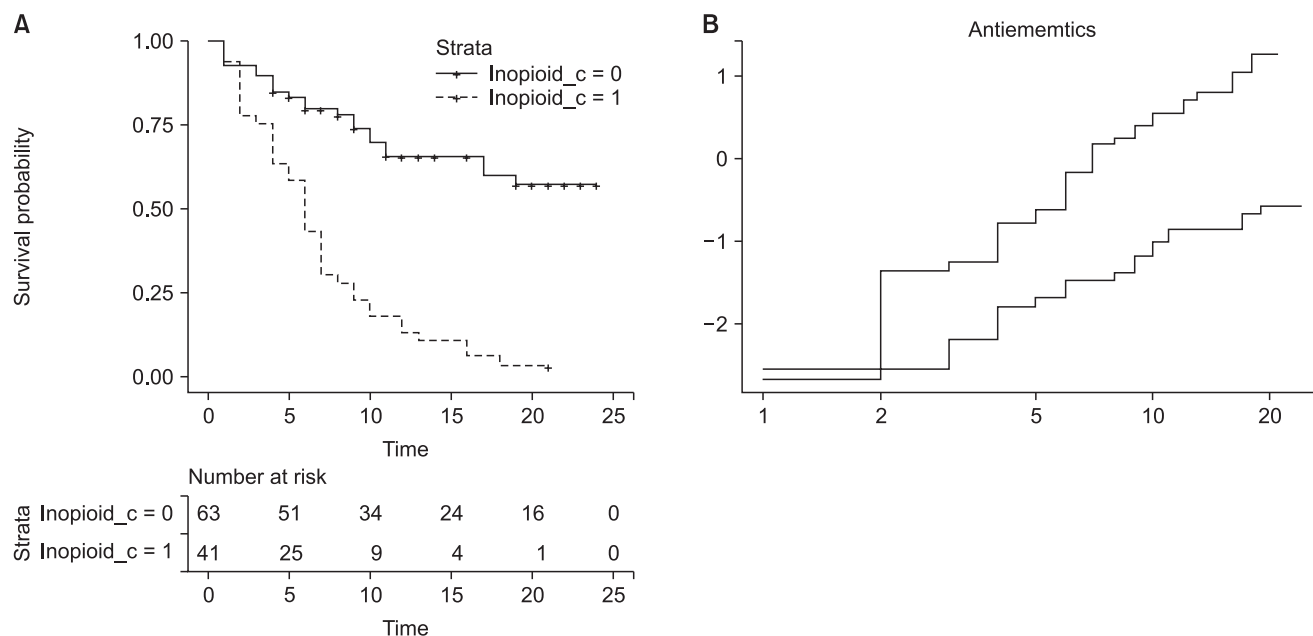 A
Survival probability
1.00
0.75
0.50
0.25
0.00
Strata
Inopioid_c = 0
Inopioid_c = 1
0 5 10 15 20 25
Time
Number at risk
Strata
Inopioid_c = 0 63 51 34 24 16 0
Inopioid_c = 1 41 25 9 4 1 0
0 5 10 15 20 25
Time
B
Antiememtics
1
0
−1
−2
1 2 5 10 20